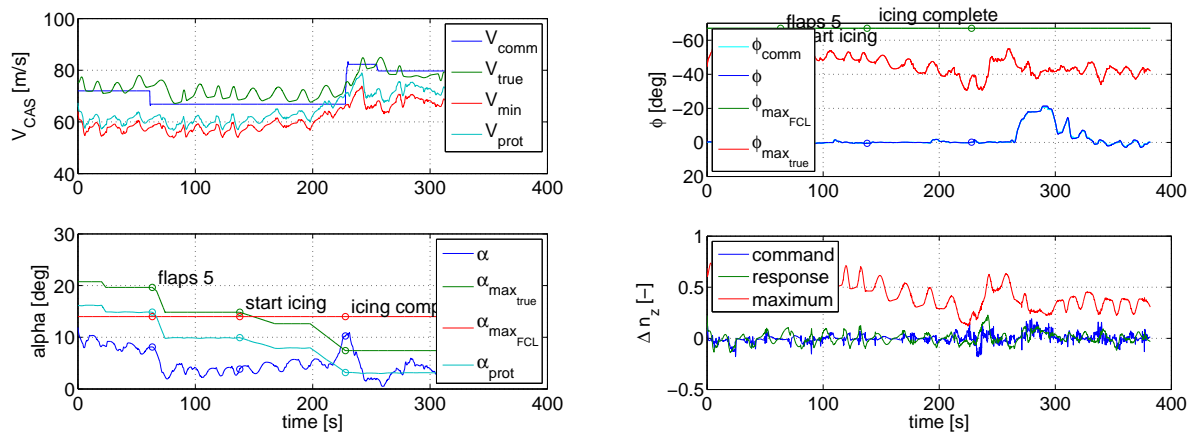 100
80
60
40
V_CAS [m/s]
0
100
200
300
400
V_comm
V_true
V_min
V_prot
−60
−40
−20
0
20
ϕ [deg]
0
100
200
300
400
flaps 5
start icing
icing complete
ϕ_comm
ϕ
ϕ_max_FCL
ϕ_max_true
30
20
10
0
alpha [deg]
0
100
200
300
400
time [s]
flaps 5
start icing
icing comp
α
α_max_true
α_max_FCL
α_prot
1
0.5
0
−0.5
Δ n_z [−]
0
100
200
300
400
time [s]
command
response
maximum